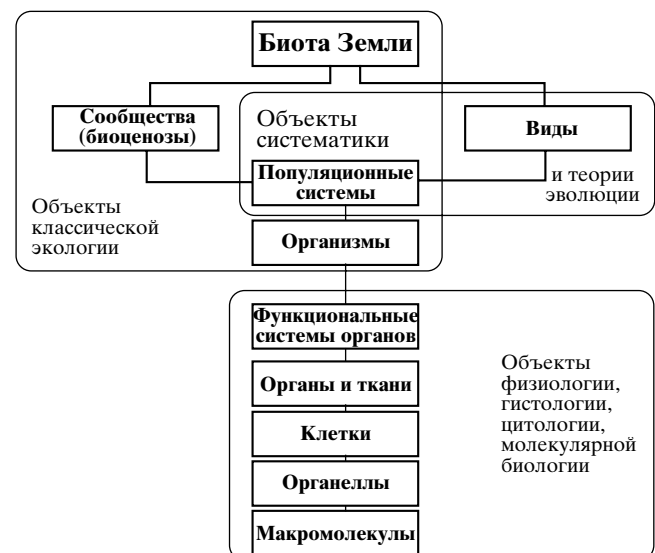 Биота Земли
Сообщества
(биоценозы)
Объекты
систематики
Виды
Популяционные
системы
и теории
эволюции
Объекты
классической
экологии
Организмы
Функциональные
системы органов
Органы и ткани
Клетки
Органеллы
Макромолекулы
Объекты
физиологии,
гистологии,
цитологии,
молекулярной
биологии